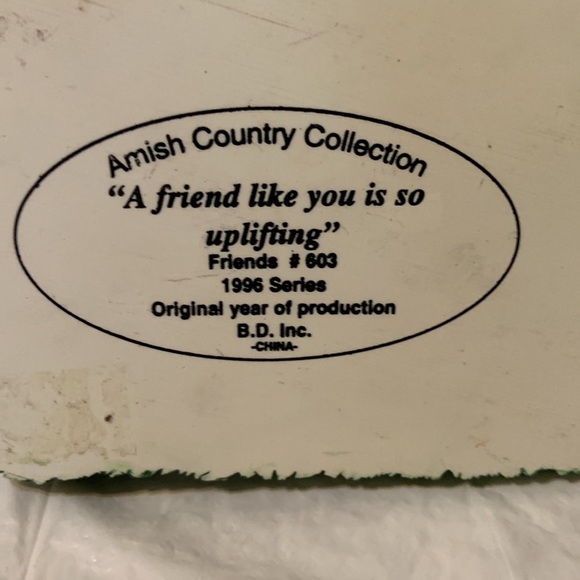 Amish Country Collection
"A friend like you is so
uplifting"
Friends # 603
1996 Series
Original year of production
B.D. Inc.
-CHINA-